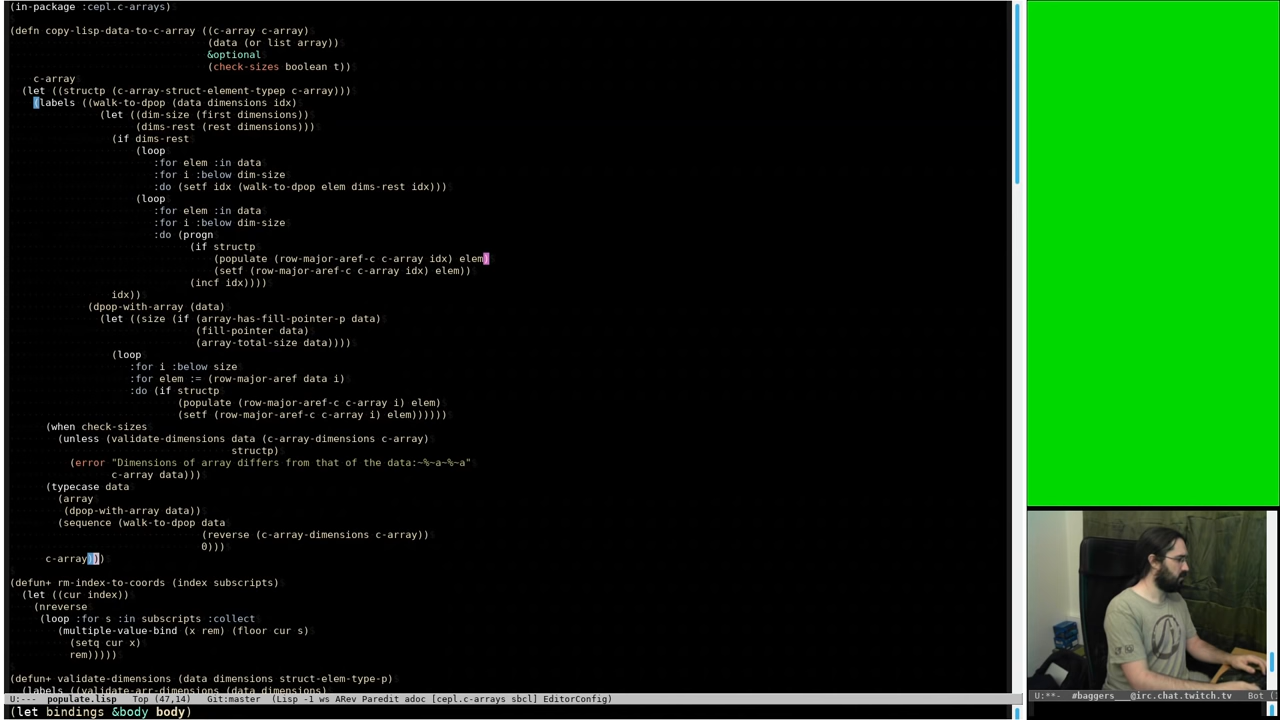 (in-package :cepl.c-arrays)
(defn copy-lisp-data-to-c-array ((c-array c-array)
(data (or list array))
&optional
(check-sizes boolean t))
c-array
(let ((structp (c-array-struct-element-typep c-array)))
(labels ((walk-to-dpop (data dimensions idx)
(let ((dim-size (first dimensions))
(dims-rest (rest dimensions)))
(if dims-rest
(loop
:for elem :in data
:for i :below dim-size
:do (setf idx (walk-to-dpop elem dims-rest idx)))
(loop
:for elem :in data
:for i :below dim-size
:do (progn
(if structp
(populate (row-major-aref-c c-array idx) elem)
(setf (row-major-aref-c c-array idx) elem))
(incf idx))))
idx))
(dpop-with-array (data)
(let ((size (if (array-has-fill-pointer-p data)
(fill-pointer data)
(array-total-size data))))
(loop
:for i :below size
:for elem := (row-major-aref data i)
:do (if structp
(populate (row-major-aref-c c-array i) elem)
(setf (row-major-aref-c c-array i) elem))))))
(when check-sizes
(unless (validate-dimensions data (c-array-dimensions c-array)
structp)
(error "Dimensions of array differs from that of the data:~%~a~%~a"
c-array data)))
(typecase data
(array
(dpop-with-array data))
(sequence (walk-to-dpop data
(reverse (c-array-dimensions c-array))
0)))
c-array)))
(defun+ rm-index-to-coords (index subscripts)
(let ((cur index))
(nreverse
(loop :for s :in subscripts :collect
(multiple-value-bind (x rem) (floor cur s)
(setq cur x)
rem)))))
(defun+ validate-dimensions (data dimensions struct-elem-type-p)
(labels ((validate-arr-dimensions (data dimensions)
U:--- populate.lisp Top (47,14) Git:master (Lisp -1 ws ARev Paredit adoc [cepl.c-arrays sbcl] EditorConfig)
U:**- #baggers___@irc.chat.twitch.tv Bot (
(let bindings &body body)